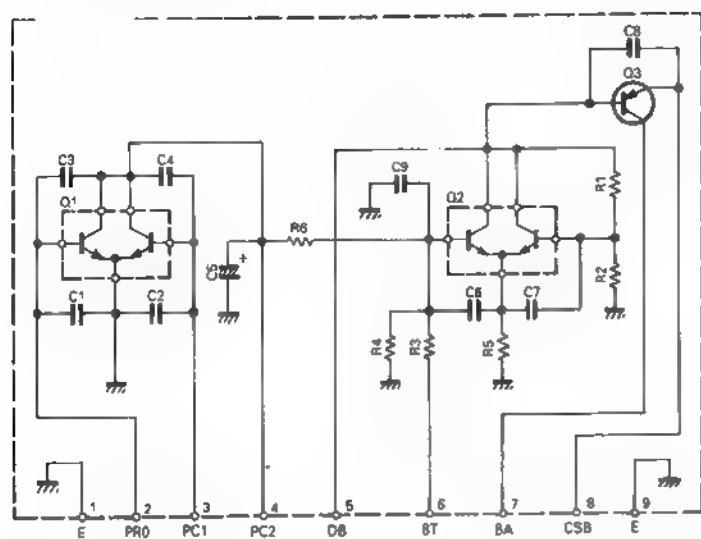 C8
Q3
C3
C4
C9
Q1
Q2
R1
R6
R2
C5
+
C1
C2
C6
C7
R4
R3
R5
1 2 3 4 5 6 7 8 9
E PR0 PC1 PC2 DB BT BA CSB E